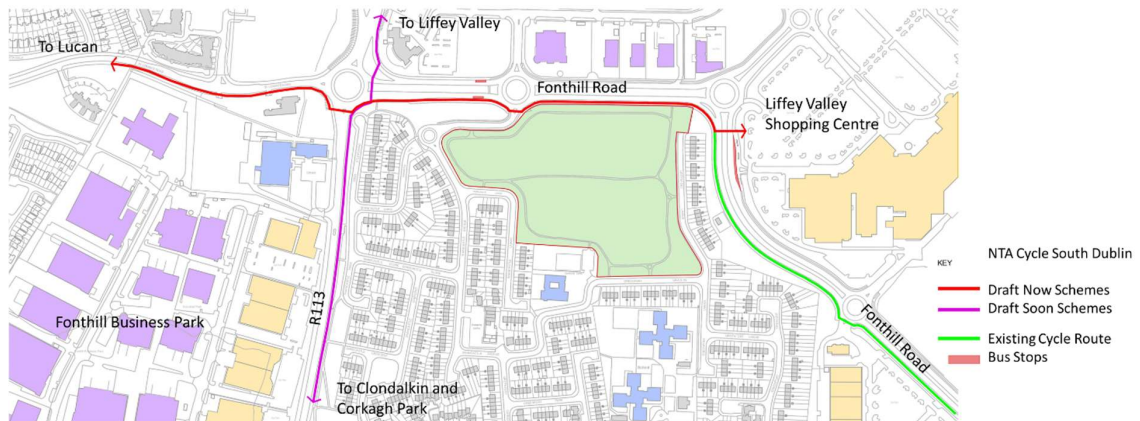 To Liffey Valley
To Lucan
Fonthill Road
Liffey Valley
Shopping Centre
NTA Cycle South Dublin
KEY
Draft Now Schemes
R113
Draft Soon Schemes
Fonthill Business Park
Fonthill Road
Existing Cycle Route
Bus Stops
To Clondalkin and
Corkagh Park